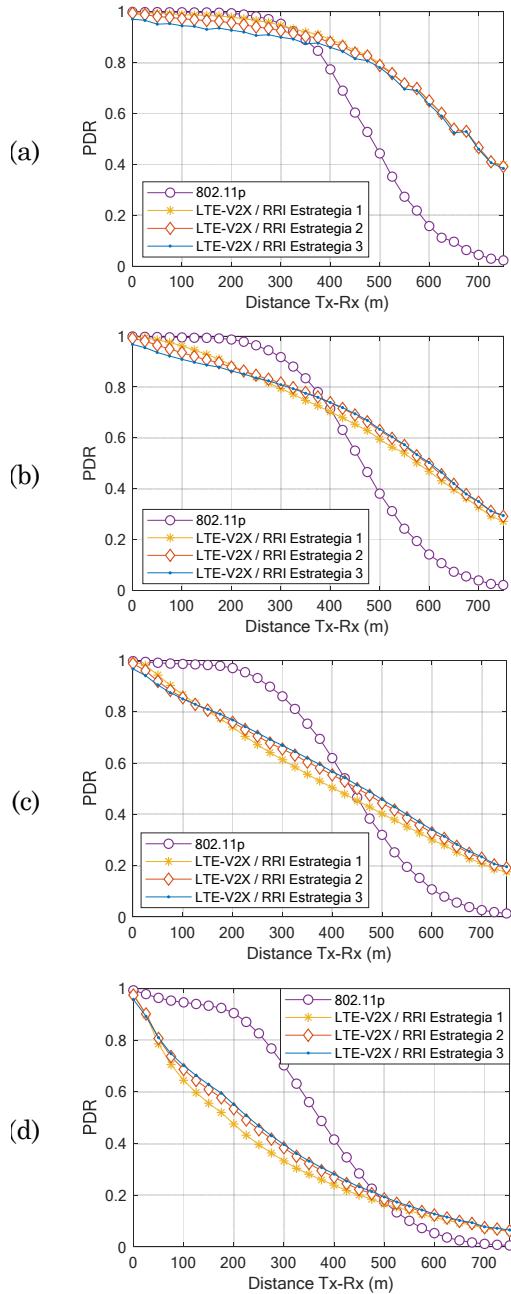 (a)
PDR
1
0.8
0.6
0.4
0.2
0
802.11p
LTE-V2X / RRI Estrategia 1
LTE-V2X / RRI Estrategia 2
LTE-V2X / RRI Estrategia 3
0 100 200 300 400 500 600 700
Distance Tx-Rx (m)
(b)
PDR
1
0.8
0.6
0.4
0.2
0
802.11p
LTE-V2X / RRI Estrategia 1
LTE-V2X / RRI Estrategia 2
LTE-V2X / RRI Estrategia 3
0 100 200 300 400 500 600 700
Distance Tx-Rx (m)
(c)
PDR
1
0.8
0.6
0.4
0.2
0
802.11p
LTE-V2X / RRI Estrategia 1
LTE-V2X / RRI Estrategia 2
LTE-V2X / RRI Estrategia 3
0 100 200 300 400 500 600 700
Distance Tx-Rx (m)
(d)
PDR
1
0.8
0.6
0.4
0.2
0
802.11p
LTE-V2X / RRI Estrategia 1
LTE-V2X / RRI Estrategia 2
LTE-V2X / RRI Estrategia 3
0 100 200 300 400 500 600 700
Distance Tx-Rx (m)